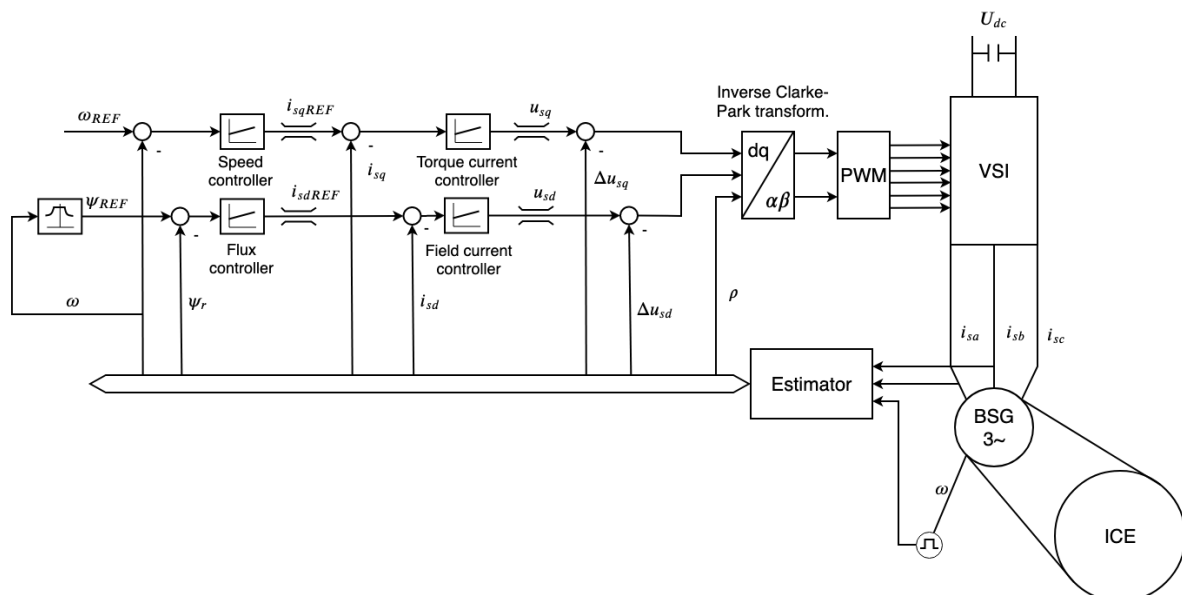 U_dc
Inverse Clarke-
Park transform.
ω_REF
-
Speed
controller
i_sqREF
-
i_sq
Torque current
controller
u_sq
-
Δu_sq
dq
αβ
PWM
VSI
ψ_REF
-
Flux
controller
i_sdREF
-
Field current
controller
u_sd
-
ω
ψ_r
i_sd
Δu_sd
ρ
i_sa
i_sb
i_sc
Estimator
BSG
3~
ω
ICE